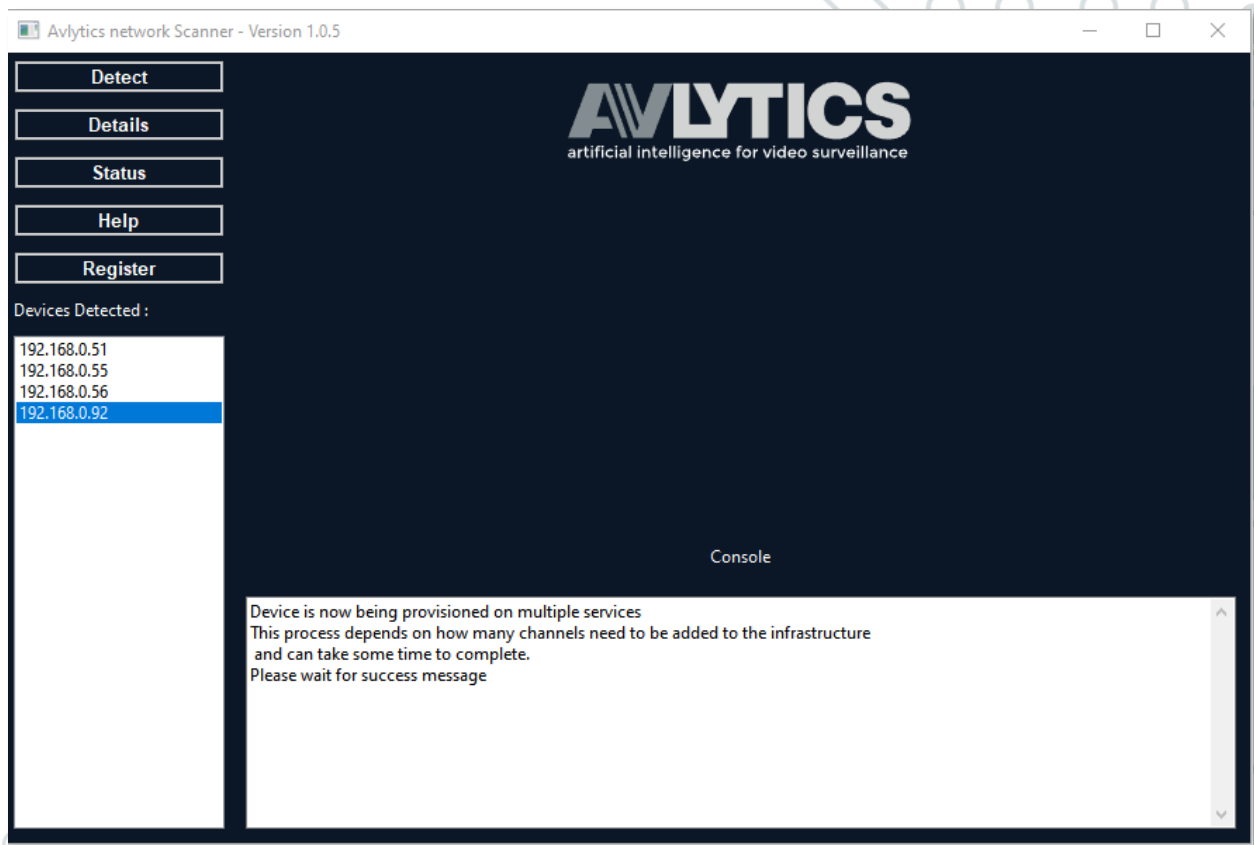 Avlytics network Scanner - Version 1.0.5
Detect
Details
Status
Help
Register
Devices Detected :
192.168.0.51
192.168.0.55
192.168.0.56
192.168.0.92
AVLYTICS
artificial intelligence for video surveillance
Console
Device is now being provisioned on multiple services
This process depends on how many channels need to be added to the infrastructure
and can take some time to complete.
Please wait for success message